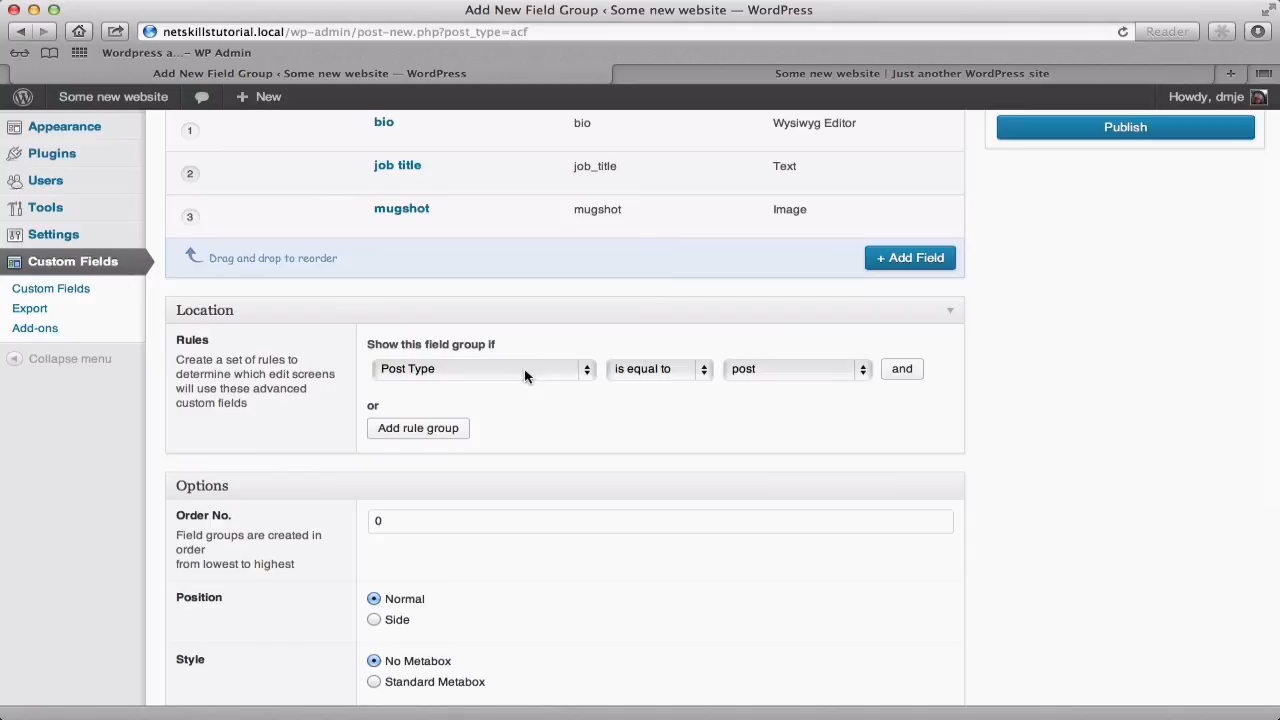 Add New Field Group ‹ Some new website — WordPress
netskillstutorial.local/wp-admin/post-new.php?post_type=acf
Reader
Wordpress a...– WP Admin
Add New Field Group ‹ Some new website — WordPress
Some new website | Just another WordPress site
Some new website
+ New
Howdy, dmje
Appearance
Plugins
Users
Tools
Settings
Custom Fields
Custom Fields
Export
Add-ons
Collapse menu
1 bio bio Wysiwyg Editor
2 job title job_title Text
3 mugshot mugshot Image
Drag and drop to reorder
+ Add Field
Publish
Location
Rules
Create a set of rules to
determine which edit screens
will use these advanced
custom fields
Show this field group if
Post Type is equal to post and
or
Add rule group
Options
Order No.
Field groups are created in
order
from lowest to highest
0
Position
Normal
Side
Style
No Metabox
Standard Metabox